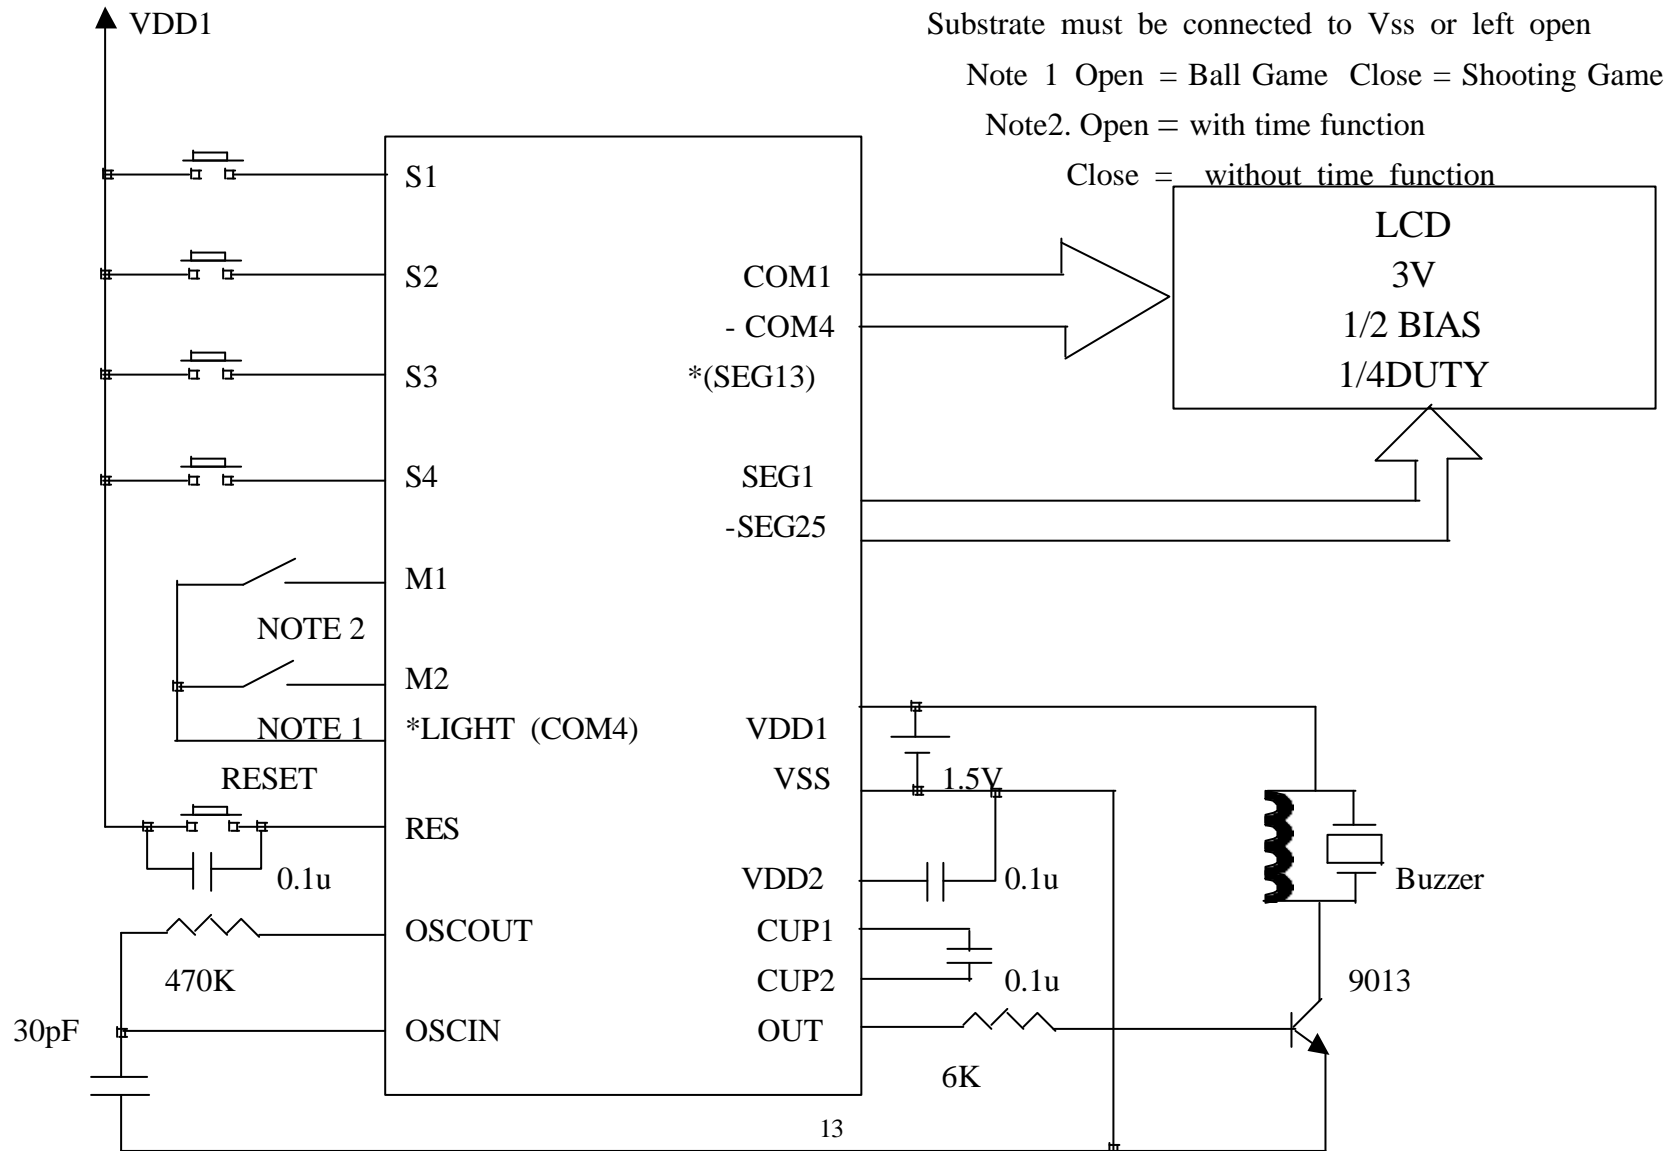 VDD1
Substrate must be connected to Vss or left open
Note 1 Open = Ball Game Close = Shooting Game
Note2. Open = with time function
Close = without time function
S1
S2
S3
S4
COM1
- COM4
*(SEG13)
SEG1
-SEG25
LCD
3V
1/2 BIAS
1/4DUTY
M1
NOTE 2
M2
NOTE 1
*LIGHT (COM4)
RESET
RES
0.1u
OSCOUT
470K
30pF
OSCIN
VDD1
VSS
1.5V
VDD2
0.1u
CUP1
CUP2
0.1u
OUT
6K
Buzzer
9013
13